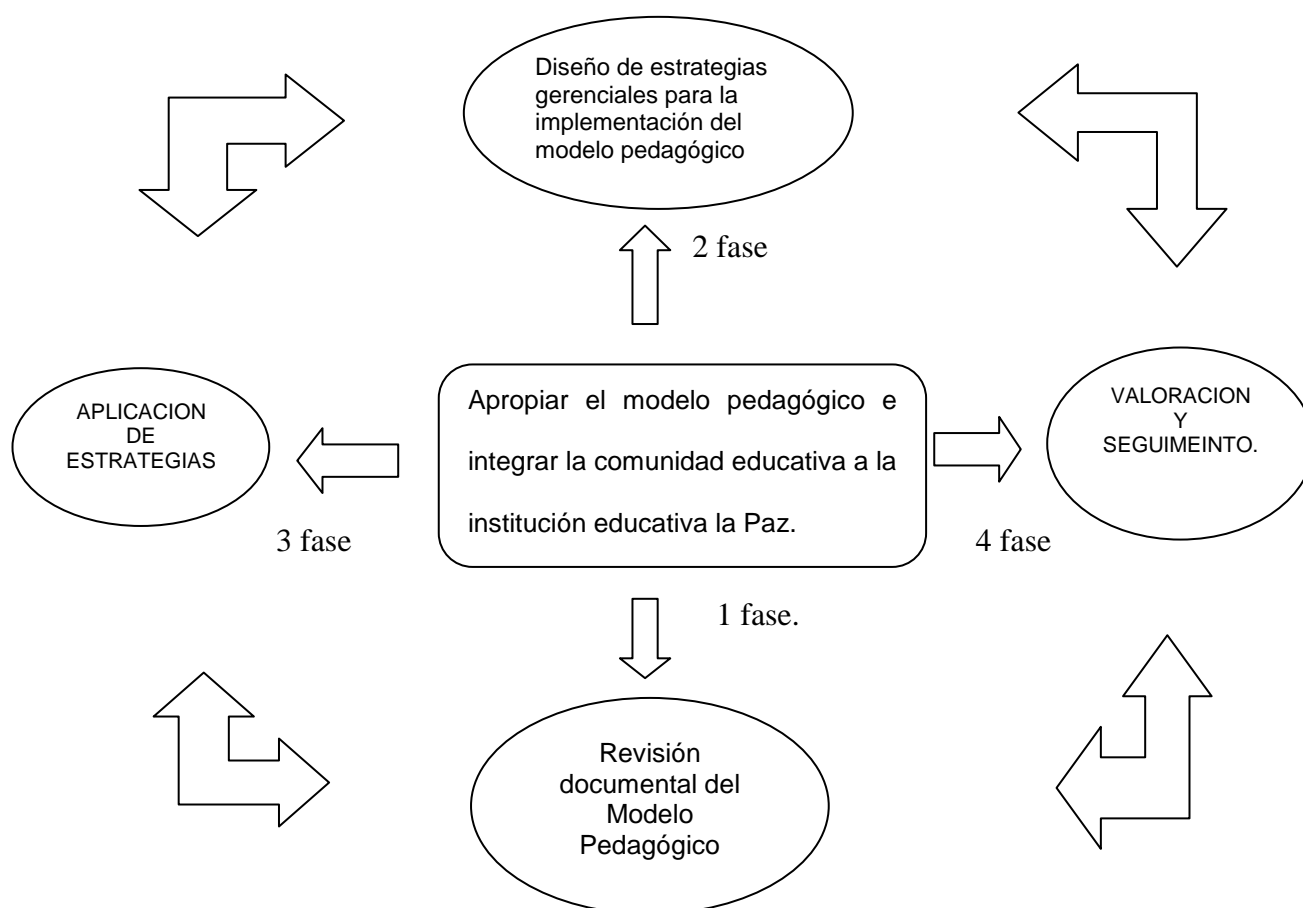 Diseño de estrategias
gerenciales para la
implementación del
modelo pedagógico
2 fase
APLICACION
DE
ESTRATEGIAS
3 fase
Apropiar el modelo pedagógico e
integrar la comunidad educativa a la
institución educativa la Paz.
VALORACION
Y
SEGUIMEINTO.
4 fase
1 fase.
Revisión
documental del
Modelo
Pedagógico